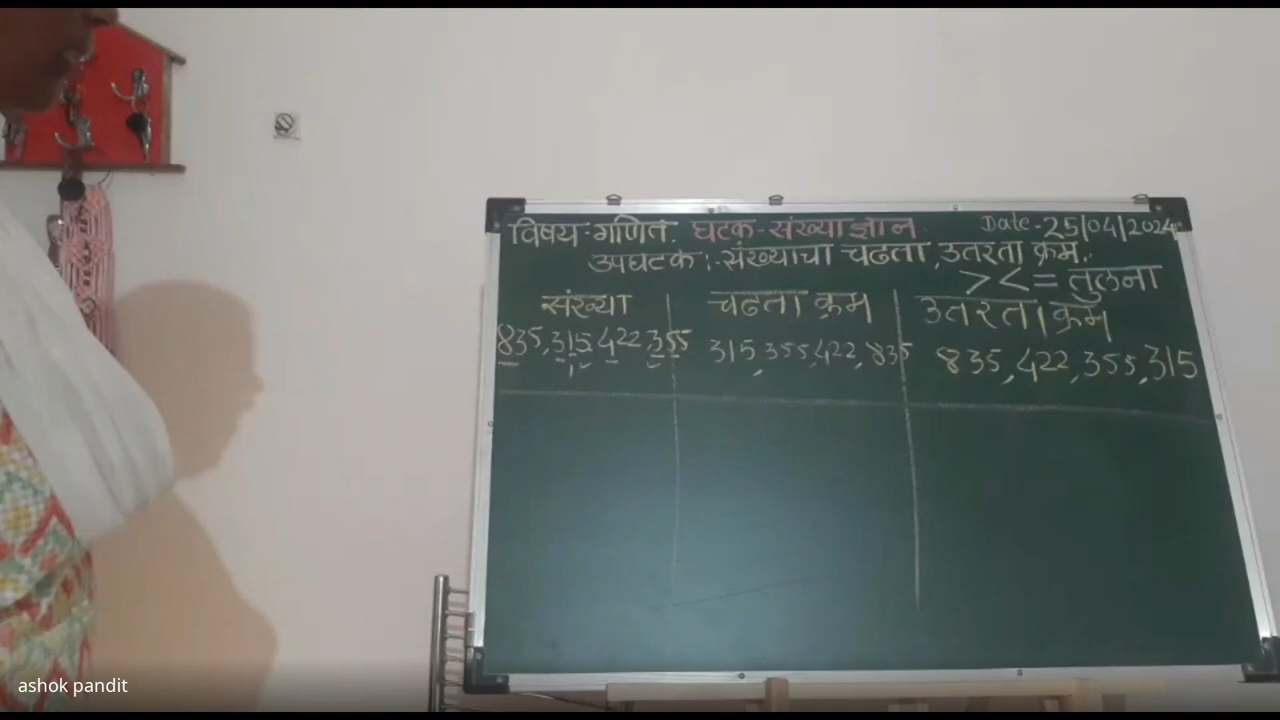 विषय:-गणित. घटक-संख्याज्ञान. Date-25/04/2024
उपघटक:-संख्याचा चढता,उतरता क्रम.
> < = तुलना
संख्या चढता क्रम उतरता क्रम
835,315,422,355 315,355,422,835 835,422,355,315
ashok pandit